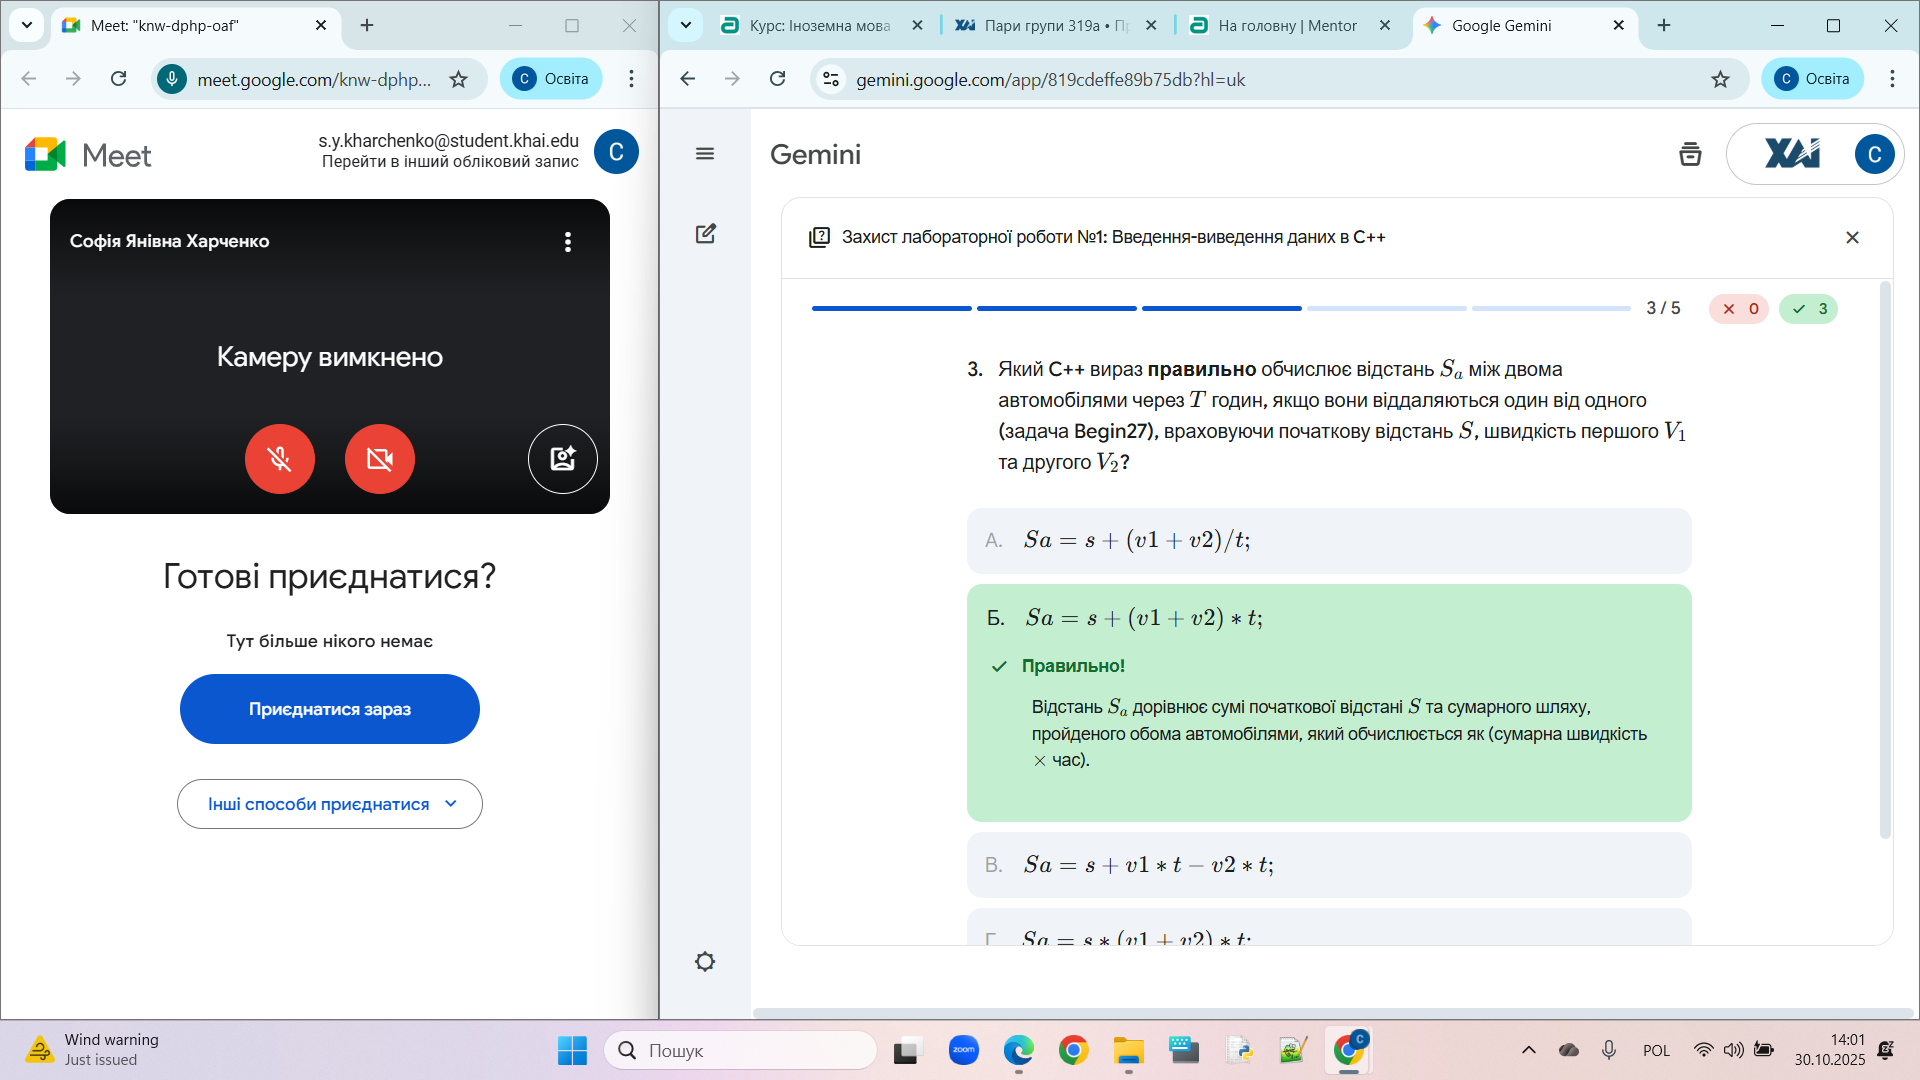 Meet: "knw-dphp-oaf"
meet.google.com/knw-dphp...
Освіта
Meet
s.y.kharchenko@student.khai.edu
Перейти в інший обліковий запис
С
Софія Янівна Харченко
Камеру вимкнено
Готові приєднатися?
Тут більше нікого немає
Приєднатися зараз
Інші способи приєднатися
Курс: Іноземна мова
Пари групи 319а • Пр
На головну | Mentor
Google Gemini
gemini.google.com/app/819cdeffe89b75db?hl=uk
С Освіта
Gemini
ХАІ
С
Захист лабораторної роботи №1: Введення-виведення даних в C++
3 / 5
0
3
3. Який C++ вираз правильно обчислює відстань Sₐ між двома
автомобілями через T годин, якщо вони віддаляються один від одного
(задача Begin27), враховуючи початкову відстань S, швидкість першого V₁
та другого V₂?
А. Sa = s + (v1 + v2)/t;
Б. Sa = s + (v1 + v2) * t;
Правильно!
Відстань Sₐ дорівнює сумі початкової відстані S та сумарного шляху,
пройденого обома автомобілями, який обчислюється як (сумарна швидкість
× час).
В. Sa = s + v1 * t − v2 * t;
Г. Sa = s * (v1 + v2) * t;
Wind warning
Just issued
Пошук
zoom
POL
14:01
30.10.2025